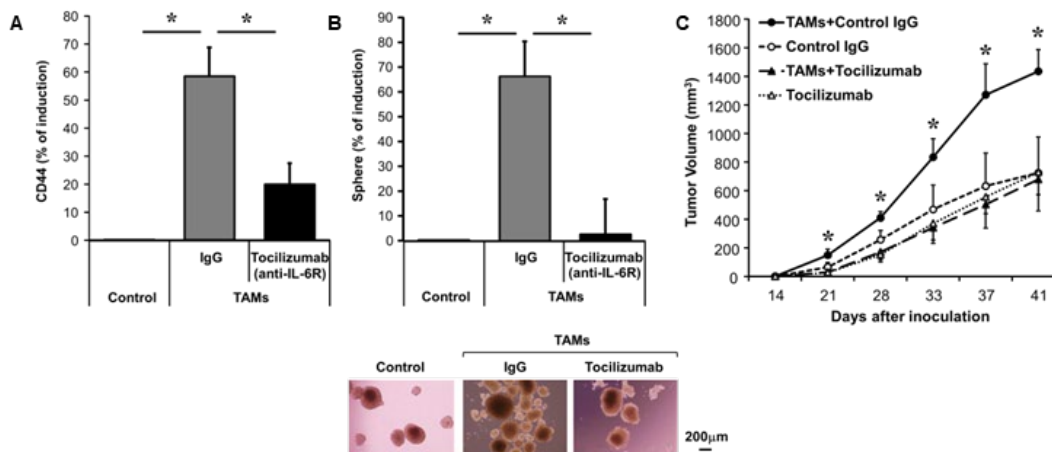 A
CD44 (% of induction)
80
70
60
50
40
30
20
10
0
* *
IgG
Tocilizumab
(anti-IL-6R)
Control
TAMs
B
Sphere (% of induction)
90
80
70
60
50
40
30
20
10
0
* *
IgG
Tocilizumab
(anti-IL-6R)
Control
TAMs
C
TAMs+Control IgG
Control IgG
TAMs+Tocilizumab
Tocilizumab
Tumor Volume (mm³)
1800
1600
1400
1200
1000
800
600
400
200
0
* * * * * *
14 21 28 33 37 41
Days after inoculation
TAMs
Control IgG Tocilizumab
200µm